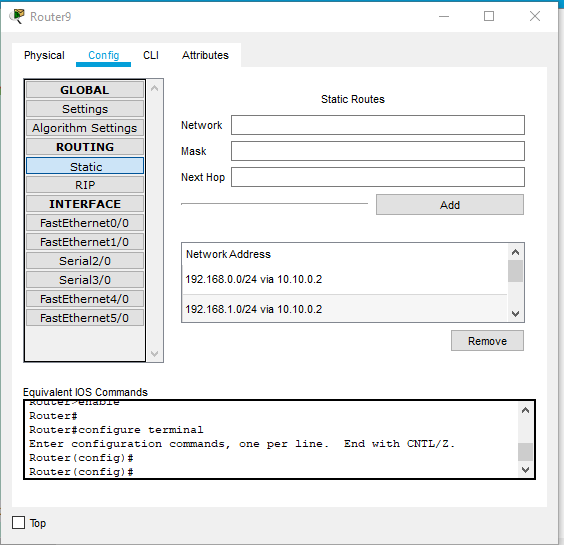 Router9
Physical Config CLI Attributes
GLOBAL
Settings
Algorithm Settings
ROUTING
Static
RIP
INTERFACE
FastEthernet0/0
FastEthernet1/0
Serial2/0
Serial3/0
FastEthernet4/0
FastEthernet5/0
Static Routes
Network
Mask
Next Hop
Add
Network Address
192.168.0.0/24 via 10.10.0.2
192.168.1.0/24 via 10.10.0.2
Remove
Equivalent IOS Commands
Router>enable
Router#
Router#configure terminal
Enter configuration commands, one per line.  End with CNTL/Z.
Router(config)#
Router(config)#
Top